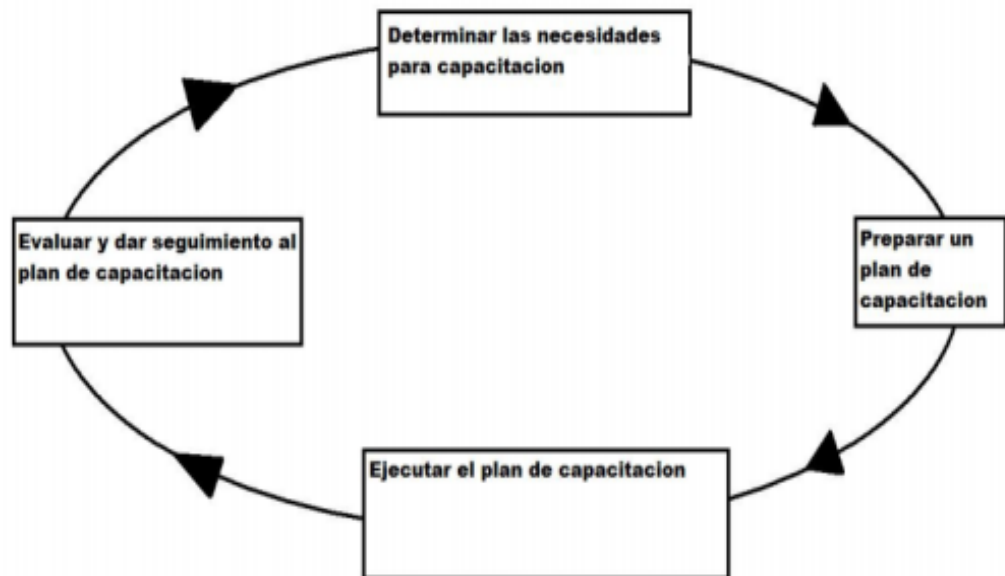 Determinar las necesidades
para capacitacion
Preparar un
plan de
capacitacion
Ejecutar el plan de capacitacion
Evaluar y dar seguimiento al
plan de capacitacion